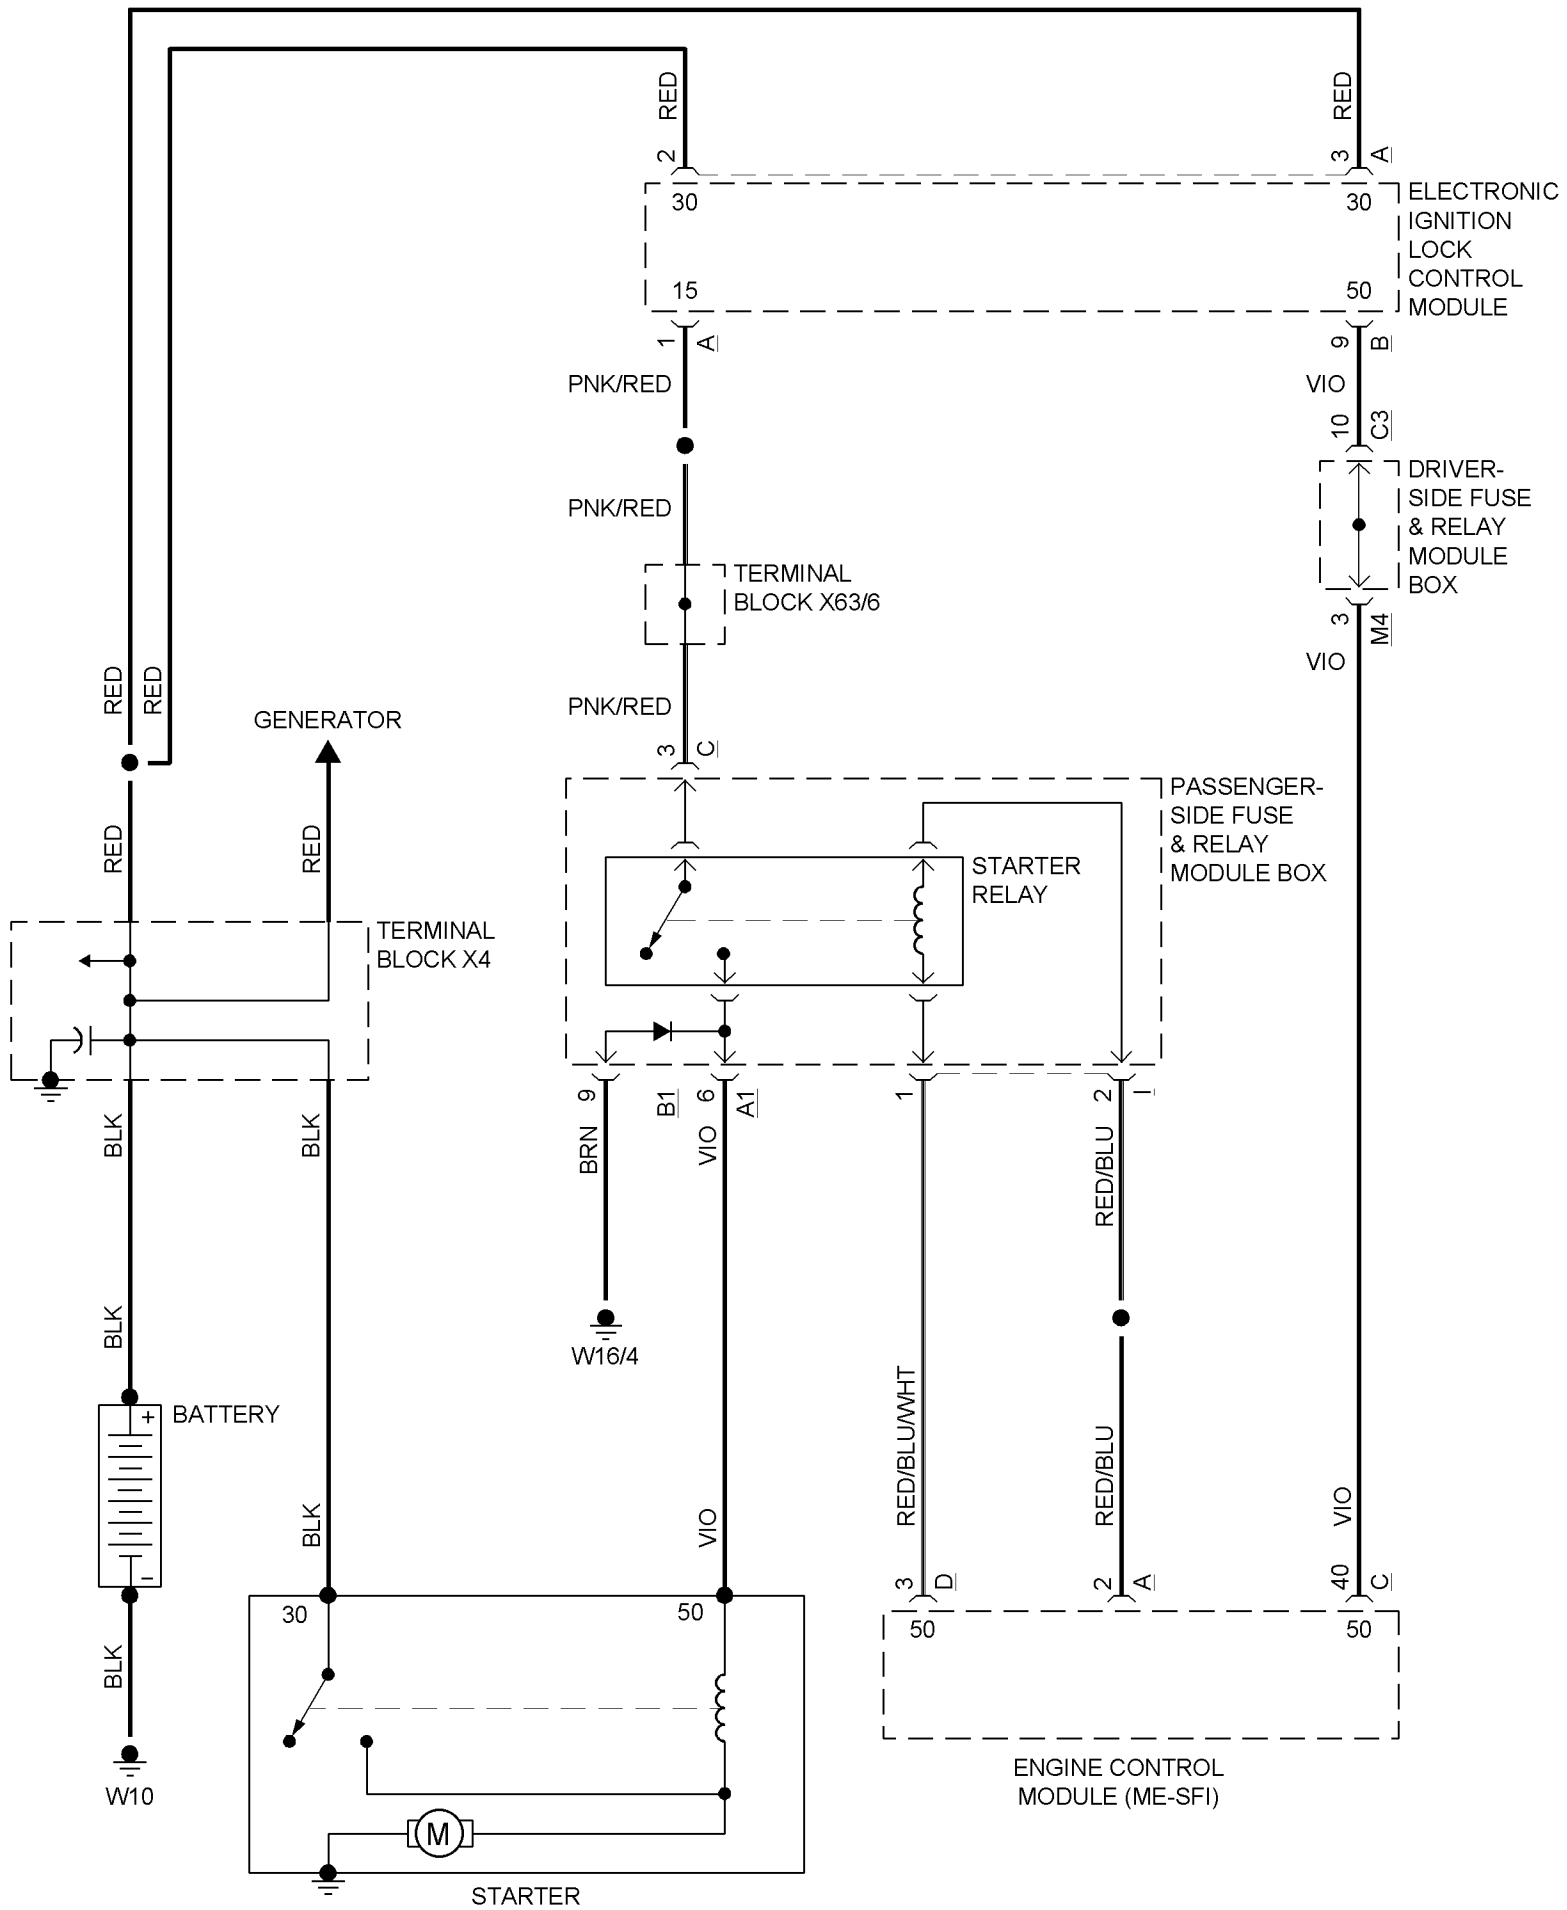 RED
RED
2
3
A
30
30
ELECTRONIC
IGNITION
LOCK
CONTROL
MODULE
15
50
1
A
9
B
PNK/RED
VIO
10
C3
DRIVER-
SIDE FUSE
& RELAY
MODULE
BOX
PNK/RED
TERMINAL
BLOCK X63/6
3
M4
VIO
RED
RED
PNK/RED
GENERATOR
3
C
PASSENGER-
SIDE FUSE
& RELAY
MODULE BOX
RED
RED
STARTER
RELAY
TERMINAL
BLOCK X4
9
B1
6
A1
1
2
I
BLK
BLK
BRN
VIO
RED/BLU
BLK
W16/4
BATTERY
+
-
RED/BLU/WHT
RED/BLU
VIO
BLK
VIO
3
D
2
A
40
C
30
50
50
50
BLK
W10
ENGINE CONTROL
MODULE (ME-SFI)
M
STARTER